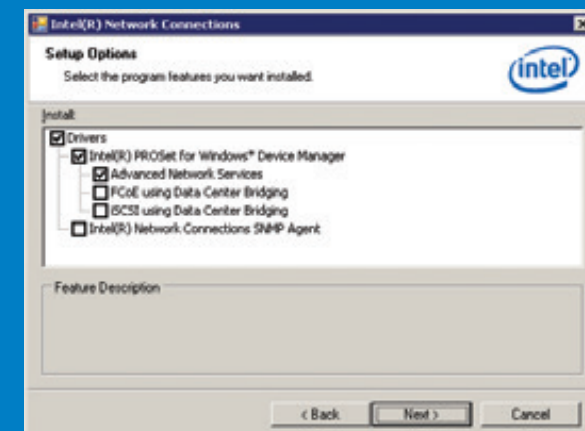 Intel(R) Network Connections
Setup Options
Select the program features you want installed.
intel
Install:
Drivers
Intel(R) PROSet for Windows* Device Manager
Advanced Network Services
FCoE using Data Center Bridging
iSCSI using Data Center Bridging
Intel(R) Network Connections SNMP Agent
Feature Description
< Back
Next >
Cancel